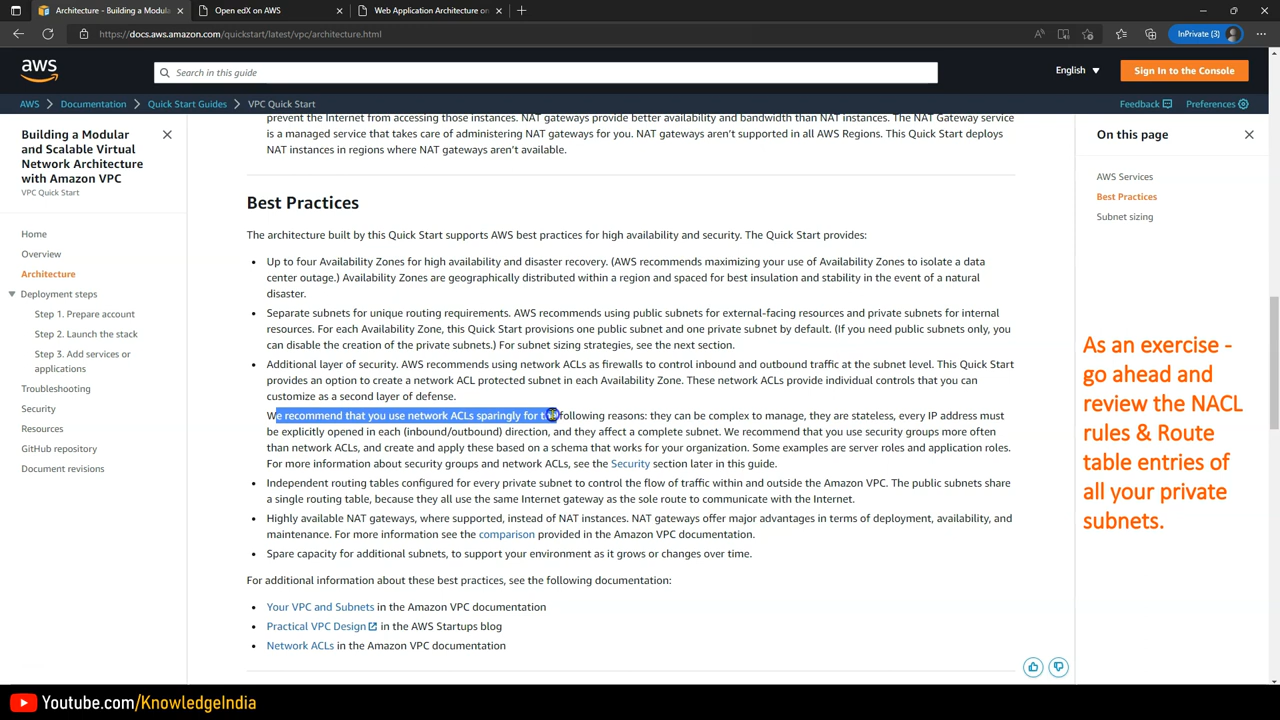 Architecture - Building a Modula
Open edX on AWS
Web Application Architecture on
https://docs.aws.amazon.com/quickstart/latest/vpc/architecture.html
InPrivate (3)
aws
Search in this guide
English
Sign In to the Console
AWS > Documentation > Quick Start Guides > VPC Quick Start
Feedback
Preferences
Building a Modular
and Scalable Virtual
Network Architecture
with Amazon VPC
VPC Quick Start
Home
Overview
Architecture
Deployment steps
Step 1. Prepare account
Step 2. Launch the stack
Step 3. Add services or
applications
Troubleshooting
Security
Resources
GitHub repository
Document revisions
prevent the Internet from accessing those instances. NAT gateways provide better availability and bandwidth than NAT instances. The NAT Gateway service
is a managed service that takes care of administering NAT gateways for you. NAT gateways aren't supported in all AWS Regions. This Quick Start deploys
NAT instances in regions where NAT gateways aren't available.
Best Practices
The architecture built by this Quick Start supports AWS best practices for high availability and security. The Quick Start provides:
• Up to four Availability Zones for high availability and disaster recovery. (AWS recommends maximizing your use of Availability Zones to isolate a data
center outage.) Availability Zones are geographically distributed within a region and spaced for best insulation and stability in the event of a natural
disaster.
• Separate subnets for unique routing requirements. AWS recommends using public subnets for external-facing resources and private subnets for internal
resources. For each Availability Zone, this Quick Start provisions one public subnet and one private subnet by default. (If you need public subnets only, you
can disable the creation of the private subnets.) For subnet sizing strategies, see the next section.
• Additional layer of security. AWS recommends using network ACLs as firewalls to control inbound and outbound traffic at the subnet level. This Quick Start
provides an option to create a network ACL protected subnet in each Availability Zone. These network ACLs provide individual controls that you can
customize as a second layer of defense.
We recommend that you use network ACLs sparingly for following reasons: they can be complex to manage, they are stateless, every IP address must
be explicitly opened in each (inbound/outbound) direction, and they affect a complete subnet. We recommend that you use security groups more often
than network ACLs, and create and apply these based on a schema that works for your organization. Some examples are server roles and application roles.
For more information about security groups and network ACLs, see the Security section later in this guide.
• Independent routing tables configured for every private subnet to control the flow of traffic within and outside the Amazon VPC. The public subnets share
a single routing table, because they all use the same Internet gateway as the sole route to communicate with the Internet.
• Highly available NAT gateways, where supported, instead of NAT instances. NAT gateways offer major advantages in terms of deployment, availability, and
maintenance. For more information see the comparison provided in the Amazon VPC documentation.
• Spare capacity for additional subnets, to support your environment as it grows or changes over time.
For additional information about these best practices, see the following documentation:
• Your VPC and Subnets in the Amazon VPC documentation
• Practical VPC Design in the AWS Startups blog
• Network ACLs in the Amazon VPC documentation
On this page
AWS Services
Best Practices
Subnet sizing
As an exercise -
go ahead and
review the NACL
rules & Route
table entries of
all your private
subnets.
Youtube.com/KnowledgeIndia